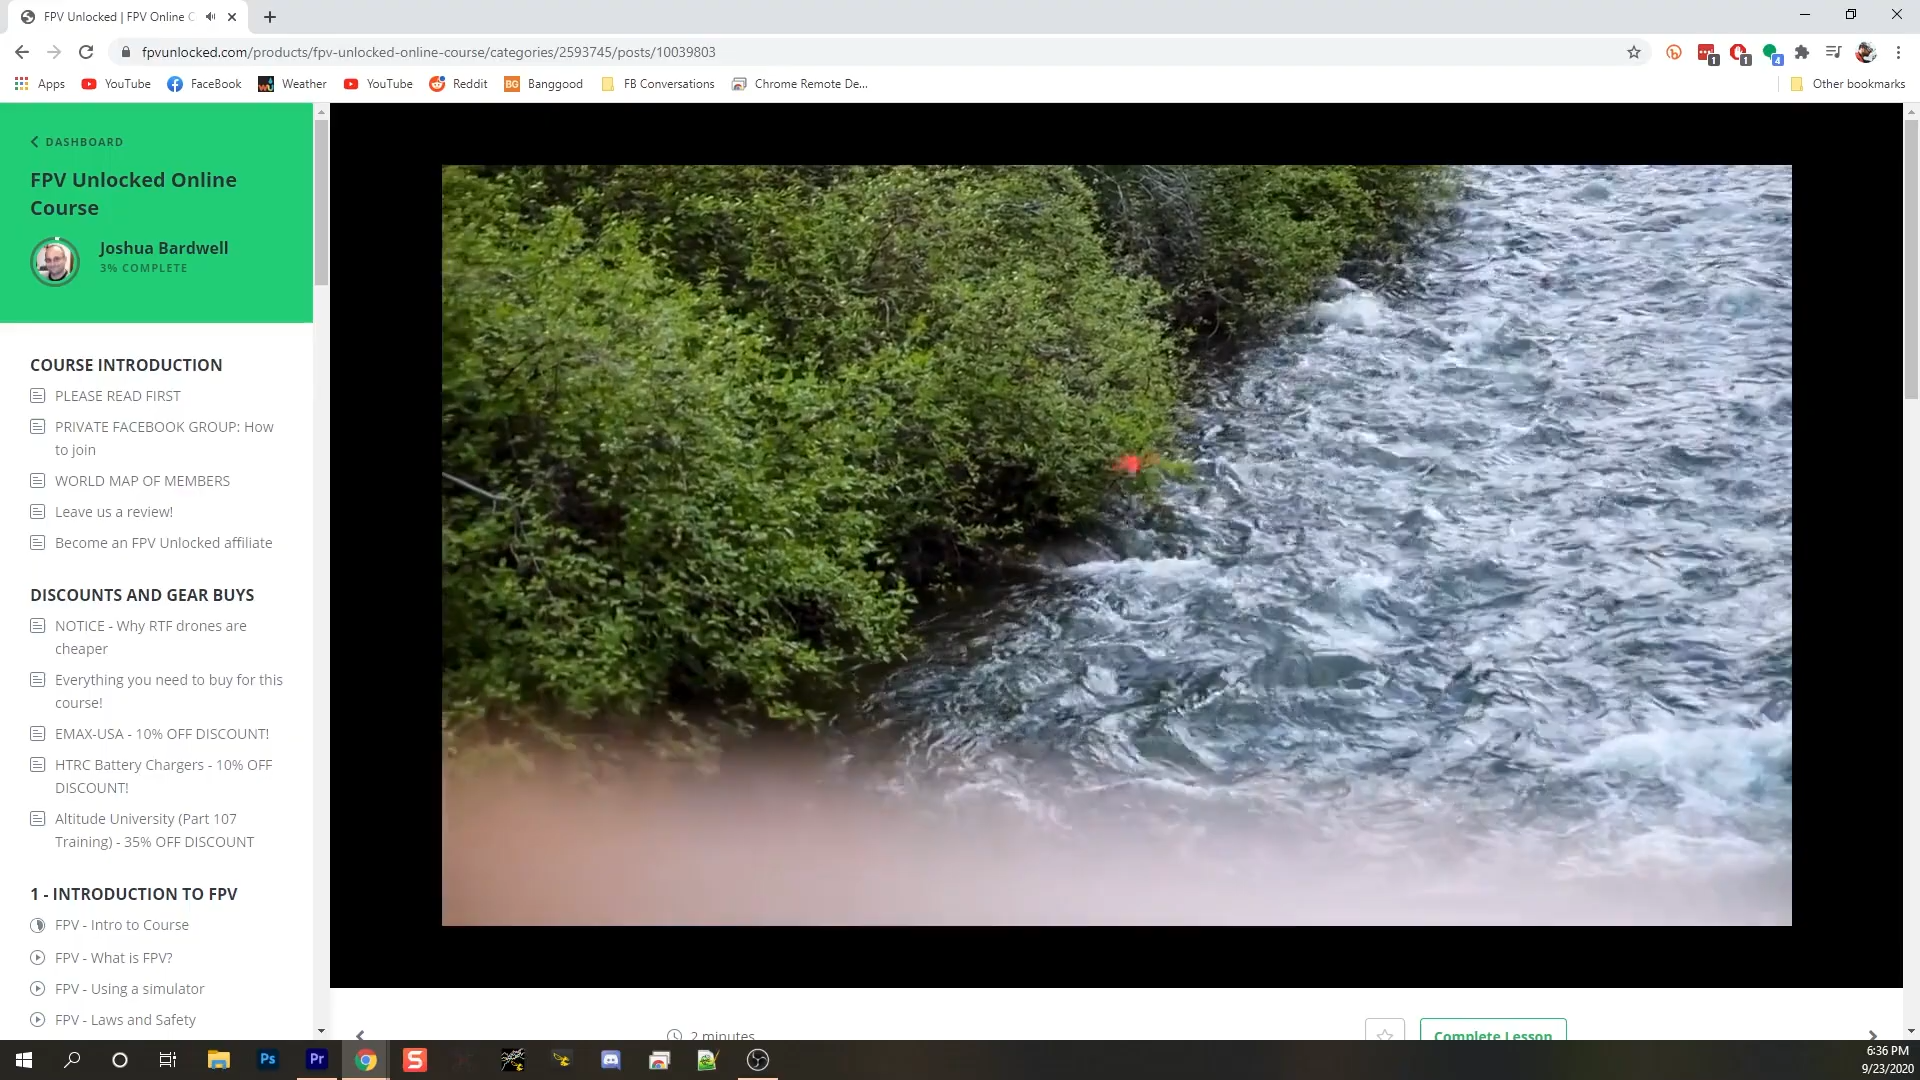 FPV Unlocked | FPV Online C
fpvunlocked.com/products/fpv-unlocked-online-course/categories/2593745/posts/10039803
1
1
4
Apps
YouTube
FaceBook
Weather
YouTube
Reddit
BG
Banggood
FB Conversations
Chrome Remote De...
Other bookmarks
DASHBOARD
FPV Unlocked Online
Course
Joshua Bardwell
3% COMPLETE
COURSE INTRODUCTION
PLEASE READ FIRST
PRIVATE FACEBOOK GROUP: How
to join
WORLD MAP OF MEMBERS
Leave us a review!
Become an FPV Unlocked affiliate
DISCOUNTS AND GEAR BUYS
NOTICE - Why RTF drones are
cheaper
Everything you need to buy for this
course!
EMAX-USA - 10% OFF DISCOUNT!
HTRC Battery Chargers - 10% OFF
DISCOUNT!
Altitude University (Part 107
Training) - 35% OFF DISCOUNT
1 - INTRODUCTION TO FPV
FPV - Intro to Course
FPV - What is FPV?
FPV - Using a simulator
FPV - Laws and Safety
2 minutes
Complete Lesson
Ps
Pr
S
6:36 PM
9/23/2020